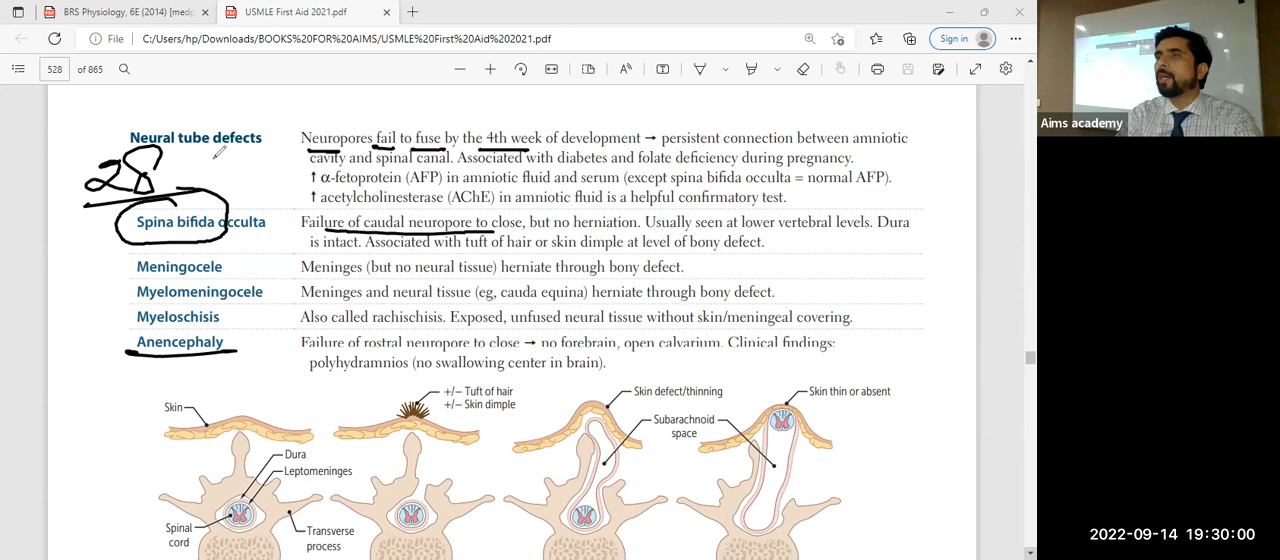 BRS Physiology, 6E (2014) [medp
USMLE First Aid 2021.pdf
File
C:/Users/hp/Downloads/BOOKS%20FOR%20AIMS/USMLE%20First%20Aid%202021.pdf
Sign in
528 of 865
Aims academy
Neural tube defects
Neuropores fail to fuse by the 4th week of development → persistent connection between amniotic
cavity and spinal canal. Associated with diabetes and folate deficiency during pregnancy.
↑ α-fetoprotein (AFP) in amniotic fluid and serum (except spina bifida occulta = normal AFP).
↑ acetylcholinesterase (AChE) in amniotic fluid is a helpful confirmatory test.
28
Spina bifida occulta
Failure of caudal neuropore to close, but no herniation. Usually seen at lower vertebral levels. Dura
is intact. Associated with tuft of hair or skin dimple at level of bony defect.
Meningocele
Meninges (but no neural tissue) herniate through bony defect.
Myelomeningocele
Meninges and neural tissue (eg, cauda equina) herniate through bony defect.
Myeloschisis
Also called rachischisis. Exposed, unfused neural tissue without skin/meningeal covering.
Anencephaly
Failure of rostral neuropore to close → no forebrain, open calvarium. Clinical findings:
polyhydramnios (no swallowing center in brain).
Skin
+/− Tuft of hair
+/− Skin dimple
Skin defect/thinning
Subarachnoid
space
Skin thin or absent
Dura
Leptomeninges
Spinal
cord
Transverse
process
2022-09-14 19:30:00